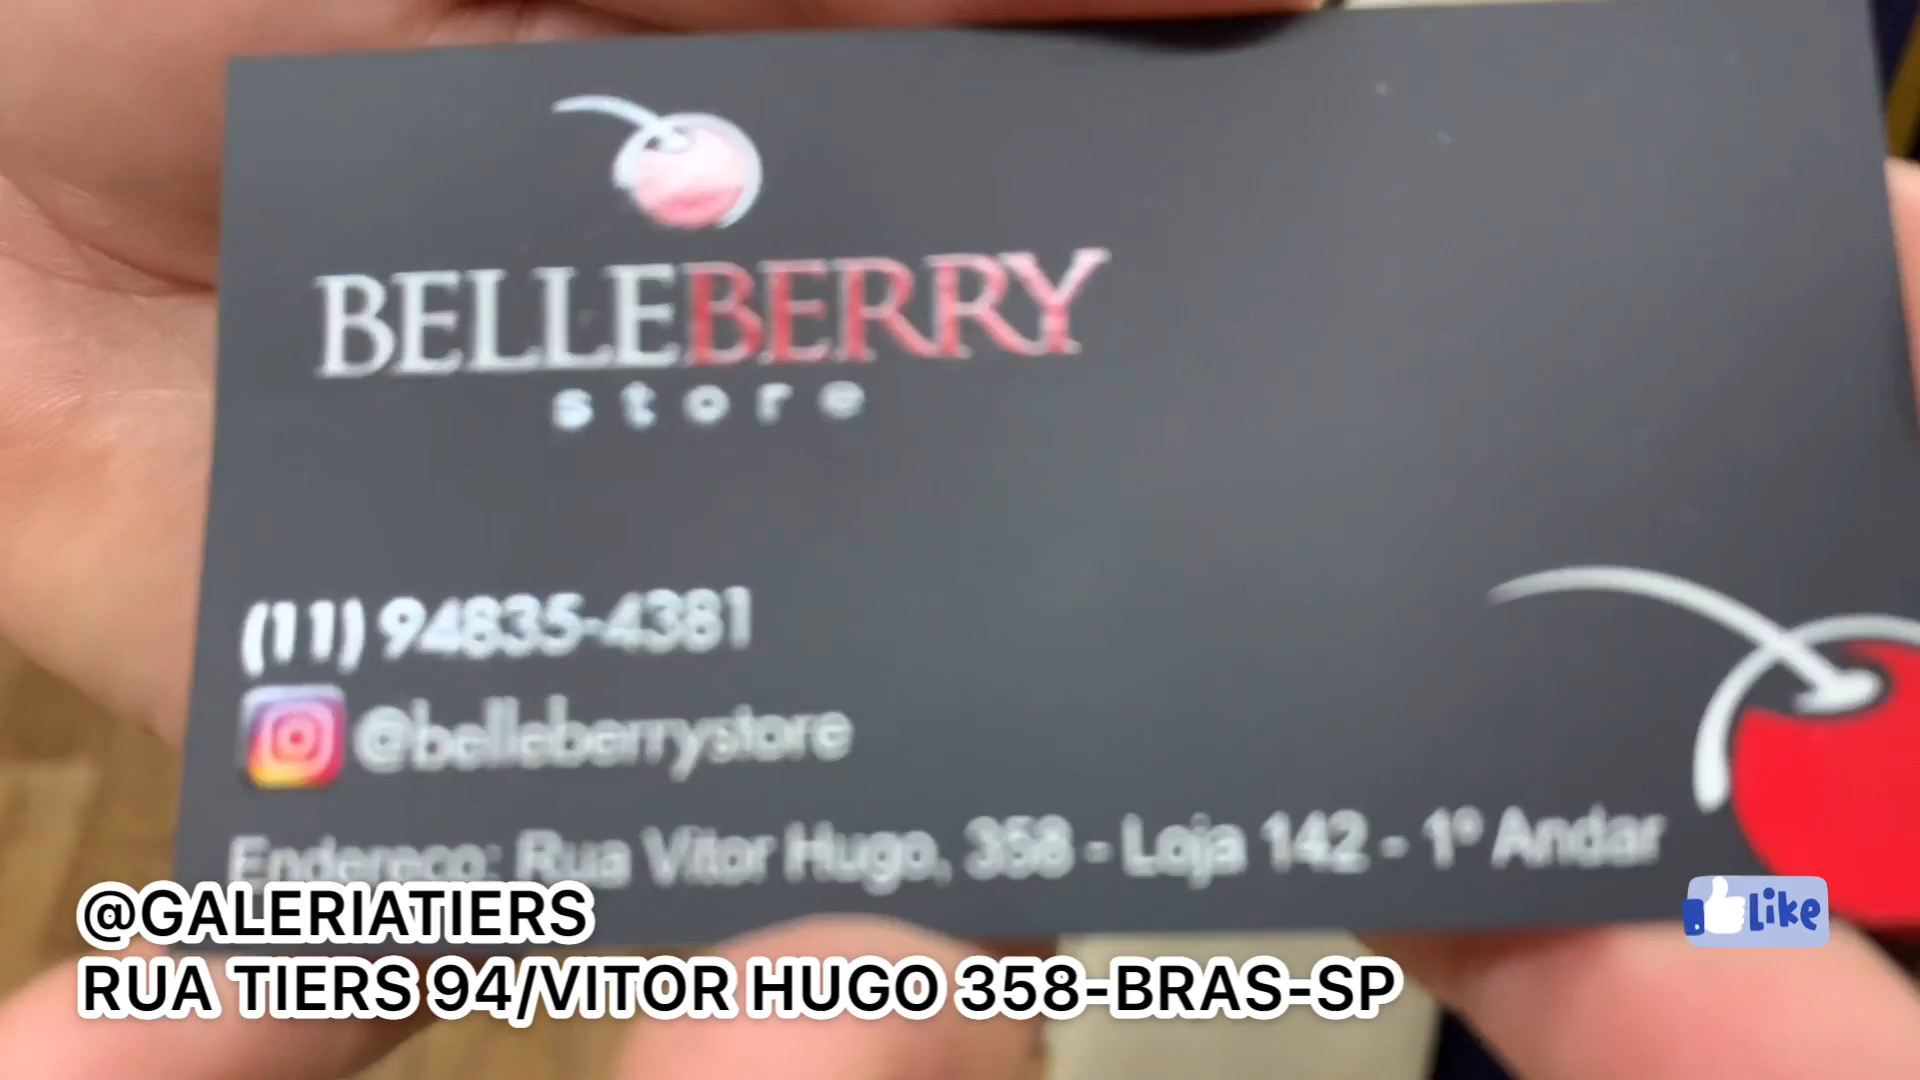 BELLEBERRY
store
(11) 94835-4381
@belleberrystore
Endereço: Rua Vitor Hugo, 358 - Loja 142 - 1º Andar
@GALERIATIERS
Like
RUA TIERS 94/VITOR HUGO 358-BRAS-SP